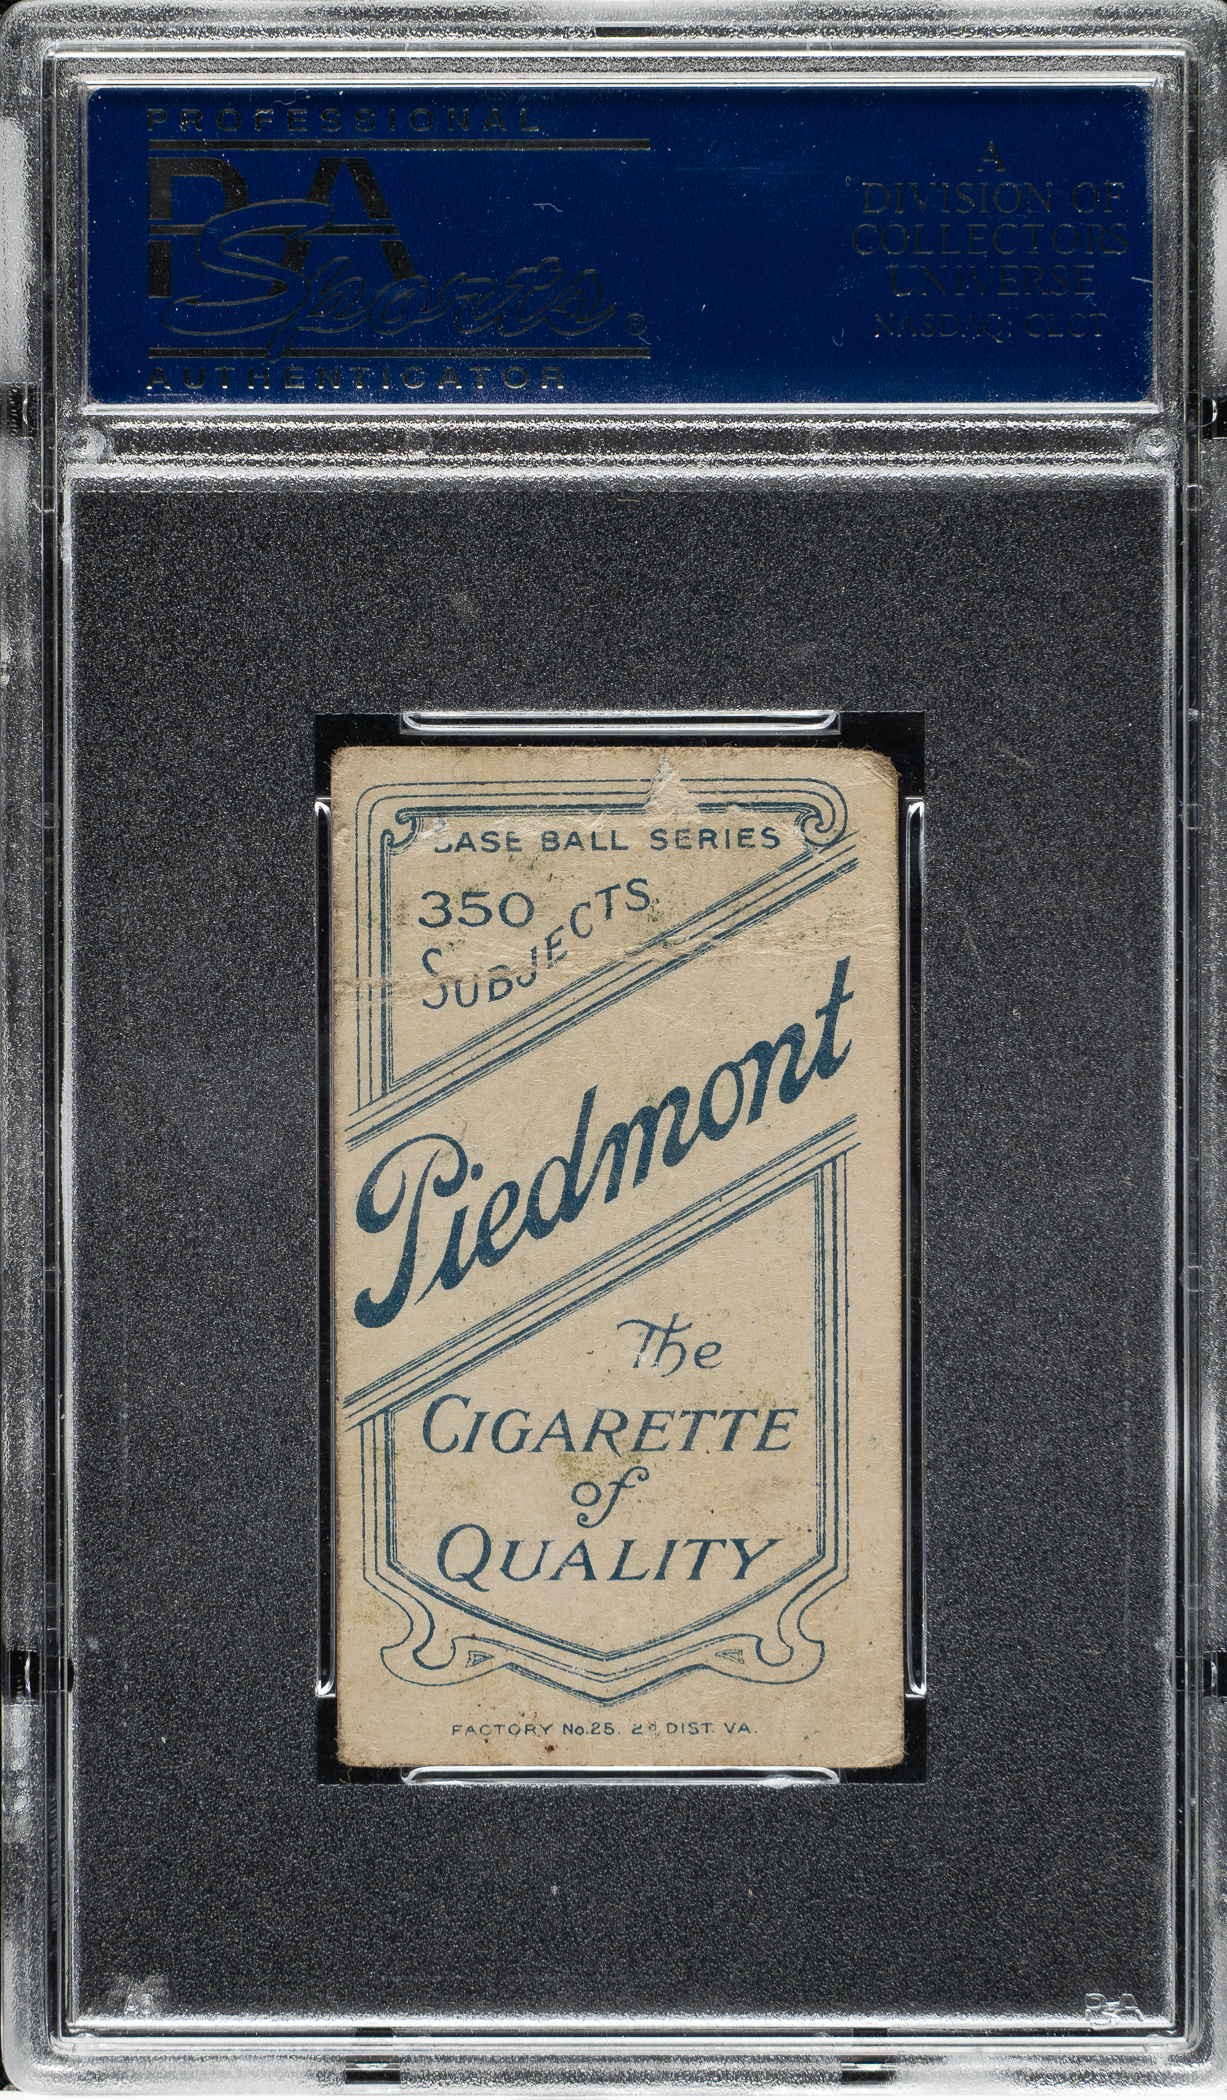 PROFESSIONAL
PSA
Sports®
AUTHENTICATOR
A
DIVISION OF
COLLECTORS
UNIVERSE
NASDAQ: CLCT
BASE BALL SERIES
350
SUBJECTS
Piedmont
The
CIGARETTE
of
QUALITY
FACTORY No.25. 2d DIST. VA.
PSA